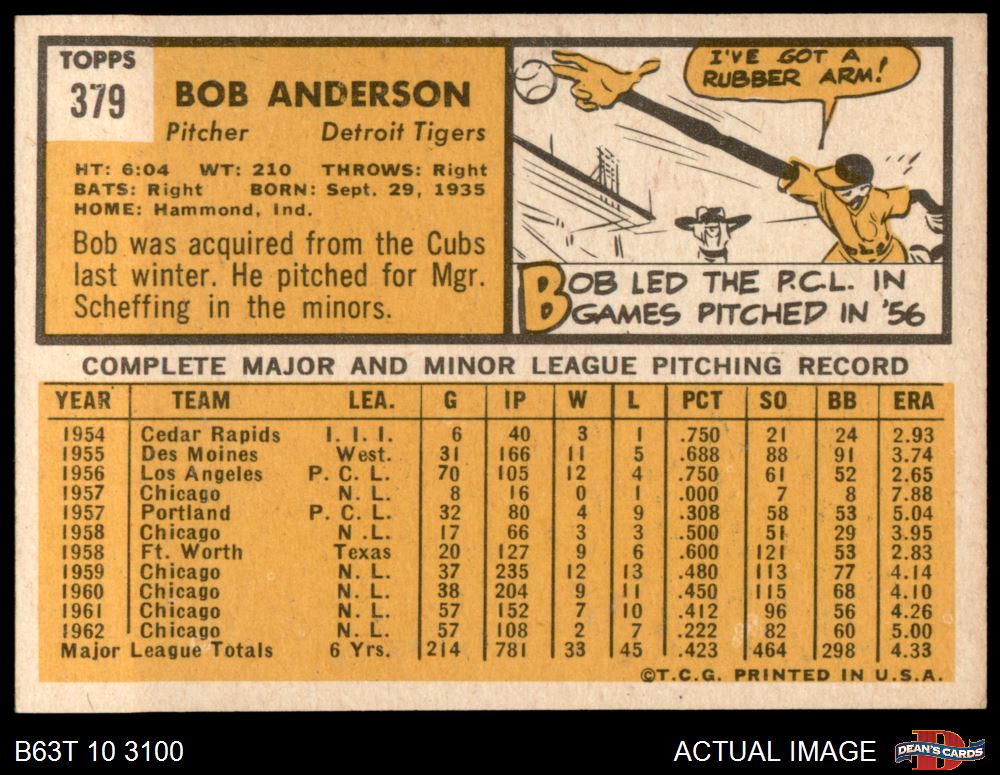 TOPPS
379
BOB ANDERSON
Pitcher Detroit Tigers
HT: 6:04 WT: 210 THROWS: Right
BATS: Right BORN: Sept. 29, 1935
HOME: Hammond, Ind.
Bob was acquired from the Cubs
last winter. He pitched for Mgr.
Scheffing in the minors.
I'VE GOT A
RUBBER ARM!
BOB LED THE P.C.L. IN
GAMES PITCHED IN '56
COMPLETE MAJOR AND MINOR LEAGUE PITCHING RECORD
YEAR TEAM LEA. G IP W L PCT SO BB ERA
1954 Cedar Rapids I. I. I. 6 40 3 1 .750 21 24 2.93
1955 Des Moines West. 31 166 11 5 .688 88 91 3.74
1956 Los Angeles P. C. L. 70 105 12 4 .750 61 52 2.65
1957 Chicago N. L. 8 16 0 1 .000 7 8 7.88
1957 Portland P. C. L. 32 80 4 9 .308 58 53 5.04
1958 Chicago N .L. 17 66 3 3 .500 51 29 3.95
1958 Ft. Worth Texas 20 127 9 6 .600 121 53 2.83
1959 Chicago N. L. 37 235 12 13 .480 113 77 4.14
1960 Chicago N. L. 38 204 9 11 .450 115 68 4.10
1961 Chicago N. L. 57 152 7 10 .412 96 56 4.26
1962 Chicago N. L. 57 108 2 7 .222 82 60 5.00
Major League Totals 6 Yrs. 214 781 33 45 .423 464 298 4.33
©T.C.G. PRINTED IN U.S.A.
B63T 10 3100 ACTUAL IMAGE DEAN'S CARDS